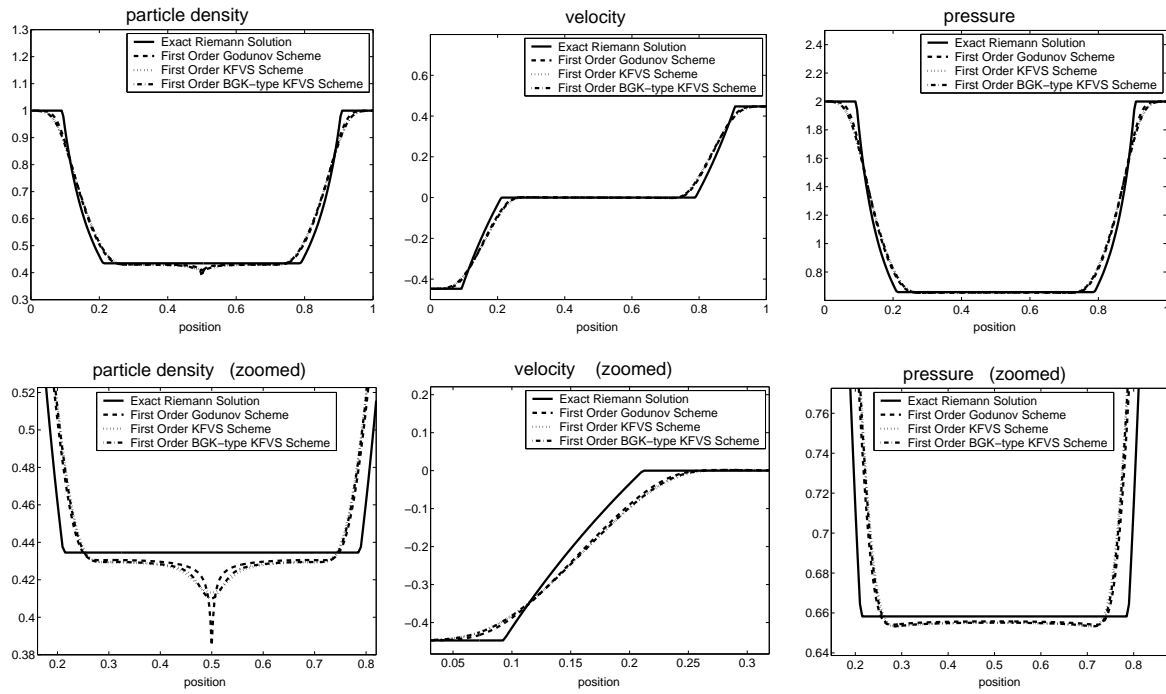 particle density
1.3
1.2
1.1
1
0.9
0.8
0.7
0.6
0.5
0.4
0.3
0
0.2
0.4
0.6
0.8
1
position
Exact Riemann Solution
First Order Godunov Scheme
First Order KFVS Scheme
First Order BGK−type KFVS Scheme
velocity
0.6
0.4
0.2
0
−0.2
−0.4
0
0.2
0.4
0.6
0.8
1
position
Exact Riemann Solution
First Order Godunov Scheme
First Order KFVS Scheme
First Order BGK−type KFVS Scheme
pressure
2.4
2.2
2
1.8
1.6
1.4
1.2
1
0.8
0
0.2
0.4
0.6
0.8
1
position
Exact Riemann Solution
First Order Godunov Scheme
First Order KFVS Scheme
First Order BGK−type KFVS Scheme
particle density (zoomed)
0.52
0.5
0.48
0.46
0.44
0.42
0.4
0.38
0.2
0.3
0.4
0.5
0.6
0.7
0.8
position
Exact Riemann Solution
First Order Godunov Scheme
First Order KFVS Scheme
First Order BGK−type KFVS Scheme
velocity (zoomed)
0.2
0.1
0
−0.1
−0.2
−0.3
−0.4
0.05
0.1
0.15
0.2
0.25
0.3
position
Exact Riemann Solution
First Order Godunov Scheme
First Order KFVS Scheme
First Order BGK−type KFVS Scheme
pressure (zoomed)
0.76
0.74
0.72
0.7
0.68
0.66
0.64
0.2
0.3
0.4
0.5
0.6
0.7
0.8
position
Exact Riemann Solution
First Order Godunov Scheme
First Order KFVS Scheme
First Order BGK−type KFVS Scheme